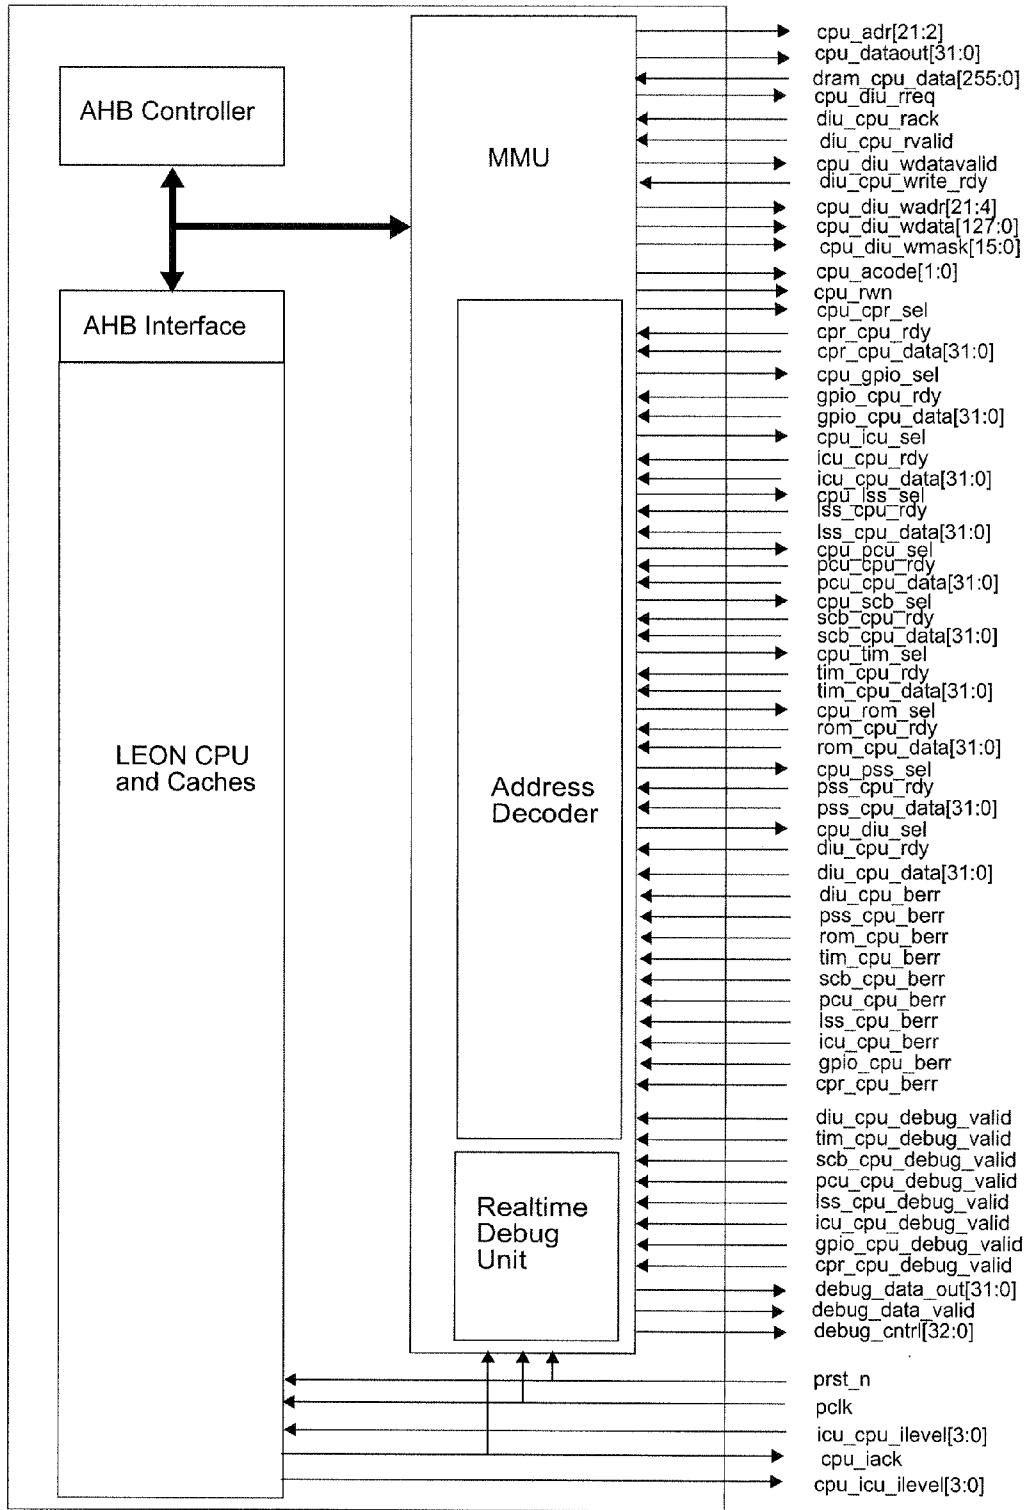 AHB Controller
MMU
AHB Interface
LEON CPU
and Caches
Address
Decoder
Realtime
Debug
Unit
cpu_adr[21:2]
cpu_dataout[31:0]
dram_cpu_data[255:0]
cpu_diu_rreq
diu_cpu_rack
diu_cpu_rvalid
cpu_diu_wdatavalid
diu_cpu_write_rdy
cpu_diu_wadr[21:4]
cpu_diu_wdata[127:0]
cpu_diu_wmask[15:0]
cpu_acode[1:0]
cpu_rwn
cpu_cpr_sel
cpr_cpu_rdy
cpr_cpu_data[31:0]
cpu_gpio_sel
gpio_cpu_rdy
gpio_cpu_data[31:0]
cpu_icu_sel
icu_cpu_rdy
icu_cpu_data[31:0]
cpu_lss_sel
lss_cpu_rdy
lss_cpu_data[31:0]
cpu_pcu_sel
pcu_cpu_rdy
pcu_cpu_data[31:0]
cpu_scb_sel
scb_cpu_rdy
scb_cpu_data[31:0]
cpu_tim_sel
tim_cpu_rdy
tim_cpu_data[31:0]
cpu_rom_sel
rom_cpu_rdy
rom_cpu_data[31:0]
cpu_pss_sel
pss_cpu_rdy
pss_cpu_data[31:0]
cpu_diu_sel
diu_cpu_rdy
diu_cpu_data[31:0]
diu_cpu_berr
pss_cpu_berr
rom_cpu_berr
tim_cpu_berr
scb_cpu_berr
pcu_cpu_berr
lss_cpu_berr
icu_cpu_berr
gpio_cpu_berr
cpr_cpu_berr
diu_cpu_debug_valid
tim_cpu_debug_valid
scb_cpu_debug_valid
pcu_cpu_debug_valid
lss_cpu_debug_valid
icu_cpu_debug_valid
gpio_cpu_debug_valid
cpr_cpu_debug_valid
debug_data_out[31:0]
debug_data_valid
debug_cntrl[32:0]
prst_n
pclk
icu_cpu_ilevel[3:0]
cpu_iack
cpu_icu_ilevel[3:0]